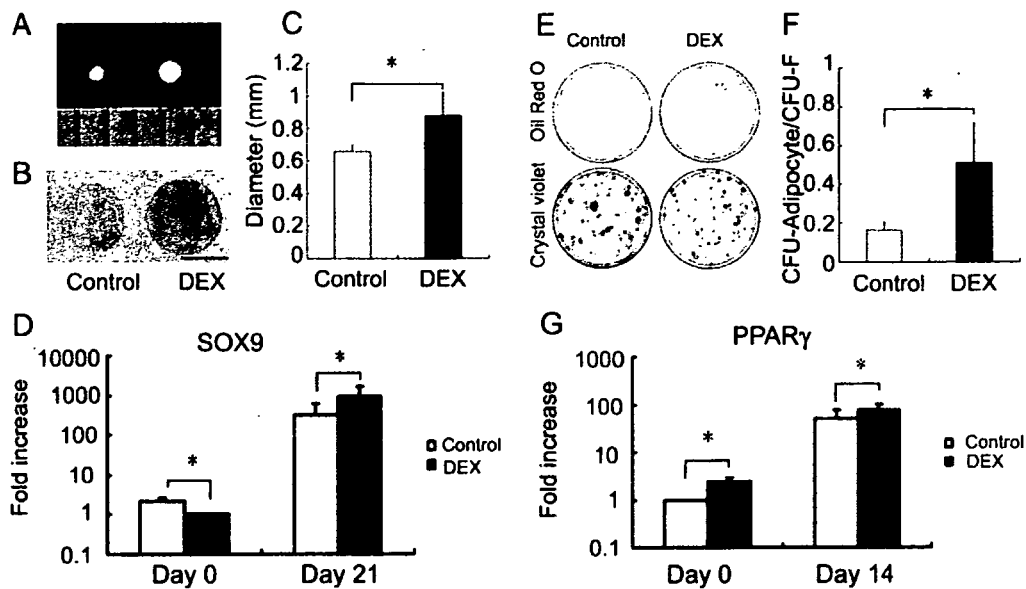 A
B
Control DEX
C
Diameter (mm)
1.2
1
0.8
0.6
0.4
0.2
0
*
Control DEX
E
Control DEX
Oil Red O
Crystal violet
F
CFU-Adipocyte/CFU-F
1
0.8
0.6
0.4
0.2
0
*
Control DEX
D
SOX9
Fold increase
10000
1000
100
10
1
0.1
*
*
Control
DEX
Day 0 Day 21
G
PPARγ
Fold increase
1000
100
10
1
0.1
*
*
Control
DEX
Day 0 Day 14